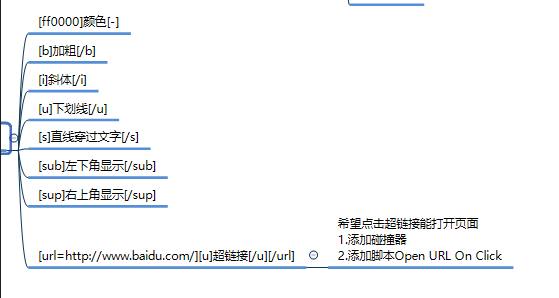 [ff0000]颜色[-]
[b]加粗[/b]
[i]斜体[/i]
[u]下划线[/u]
[s]直线穿过文字[/s]
[sub]左下角显示[/sub]
[sup]右上角显示[/sup]
[url=http://www.baidu.com/][u]超链接[/u][/url]
希望点击超链接能打开页面
1.添加碰撞器
2.添加脚本Open URL On Click